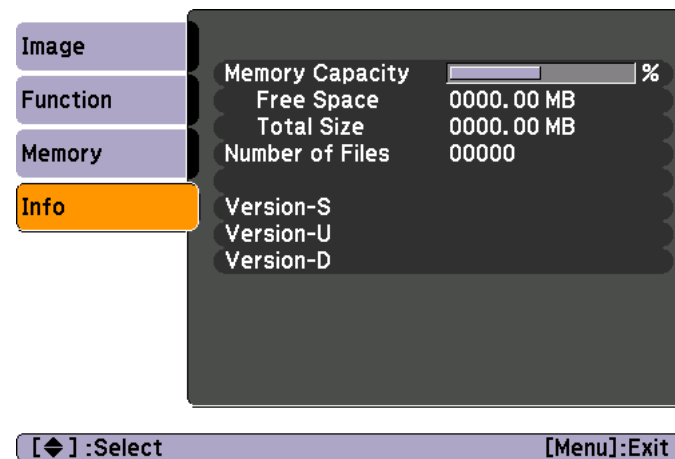 Image
Function
Memory
Info
Memory Capacity %
Free Space 0000.00 MB
Total Size 0000.00 MB
Number of Files 00000
Version-S
Version-U
Version-D
[◆] :Select [Menu]:Exit